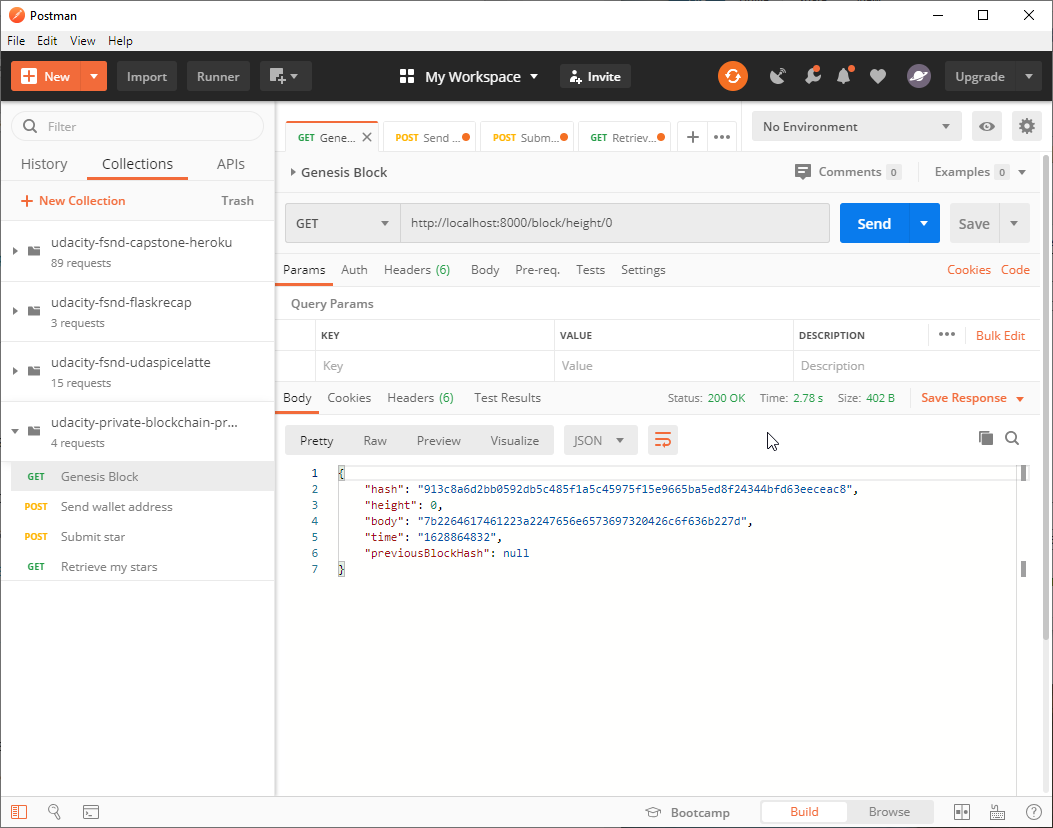 Postman
File Edit View Help
New Import Runner My Workspace Invite Upgrade
Filter
History Collections APIs
New Collection Trash
udacity-fsnd-capstone-heroku
89 requests
udacity-fsnd-flaskrecap
3 requests
udacity-fsnd-udaspicelatte
15 requests
udacity-private-blockchain-pr...
4 requests
GET Genesis Block
POST Send wallet address
POST Submit star
GET Retrieve my stars
GET Gene... POST Send ... POST Subm... GET Retriev... No Environment
Genesis Block Comments 0 Examples 0
GET http://localhost:8000/block/height/0 Send Save
Params Auth Headers (6) Body Pre-req. Tests Settings Cookies Code
Query Params
KEY VALUE DESCRIPTION Bulk Edit
Key Value Description
Body Cookies Headers (6) Test Results Status: 200 OK Time: 2.78 s Size: 402 B Save Response
Pretty Raw Preview Visualize JSON
1 {
2 "hash": "913c8a6d2bb0592db5c485f1a5c45975f15e9665ba5ed8f24344bfd63eeceac8",
3 "height": 0,
4 "body": "7b2264617461223a2247656e6573697320426c6f636b227d",
5 "time": "1628864832",
6 "previousBlockHash": null
7 }
Bootcamp Build Browse